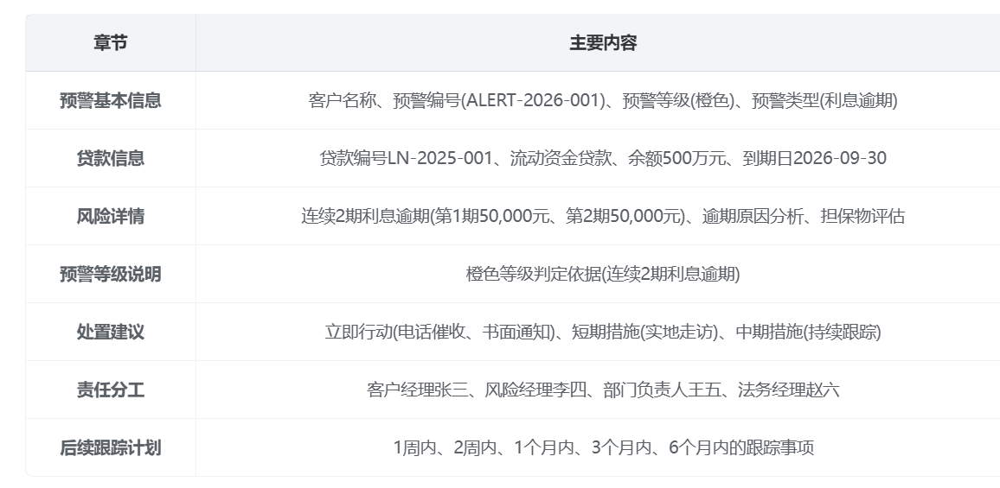 章节 主要内容
预警基本信息 客户名称、预警编号(ALERT-2026-001)、预警等级(橙色)、预警类型(利息逾期)
贷款信息 贷款编号LN-2025-001、流动资金贷款、余额500万元、到期日2026-09-30
风险详情 连续2期利息逾期(第1期50,000元、第2期50,000元)、逾期原因分析、担保物评估
预警等级说明 橙色等级判定依据(连续2期利息逾期)
处置建议 立即行动(电话催收、书面通知)、短期措施(实地走访)、中期措施(持续跟踪)
责任分工 客户经理张三、风险经理李四、部门负责人王五、法务经理赵六
后续跟踪计划 1周内、2周内、1个月内、3个月内、6个月内的跟踪事项